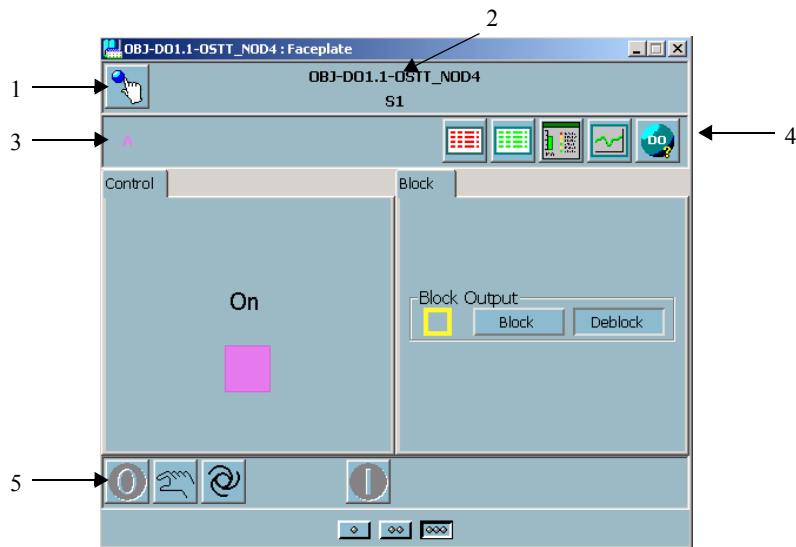 2
OBJ-DO1.1-OSTT_NOD4 : Faceplate
1
OBJ-DO1.1-OSTT_NOD4
S1
3
A
DO
?
4
Control
Block
On
Block Output
Block
Deblock
5